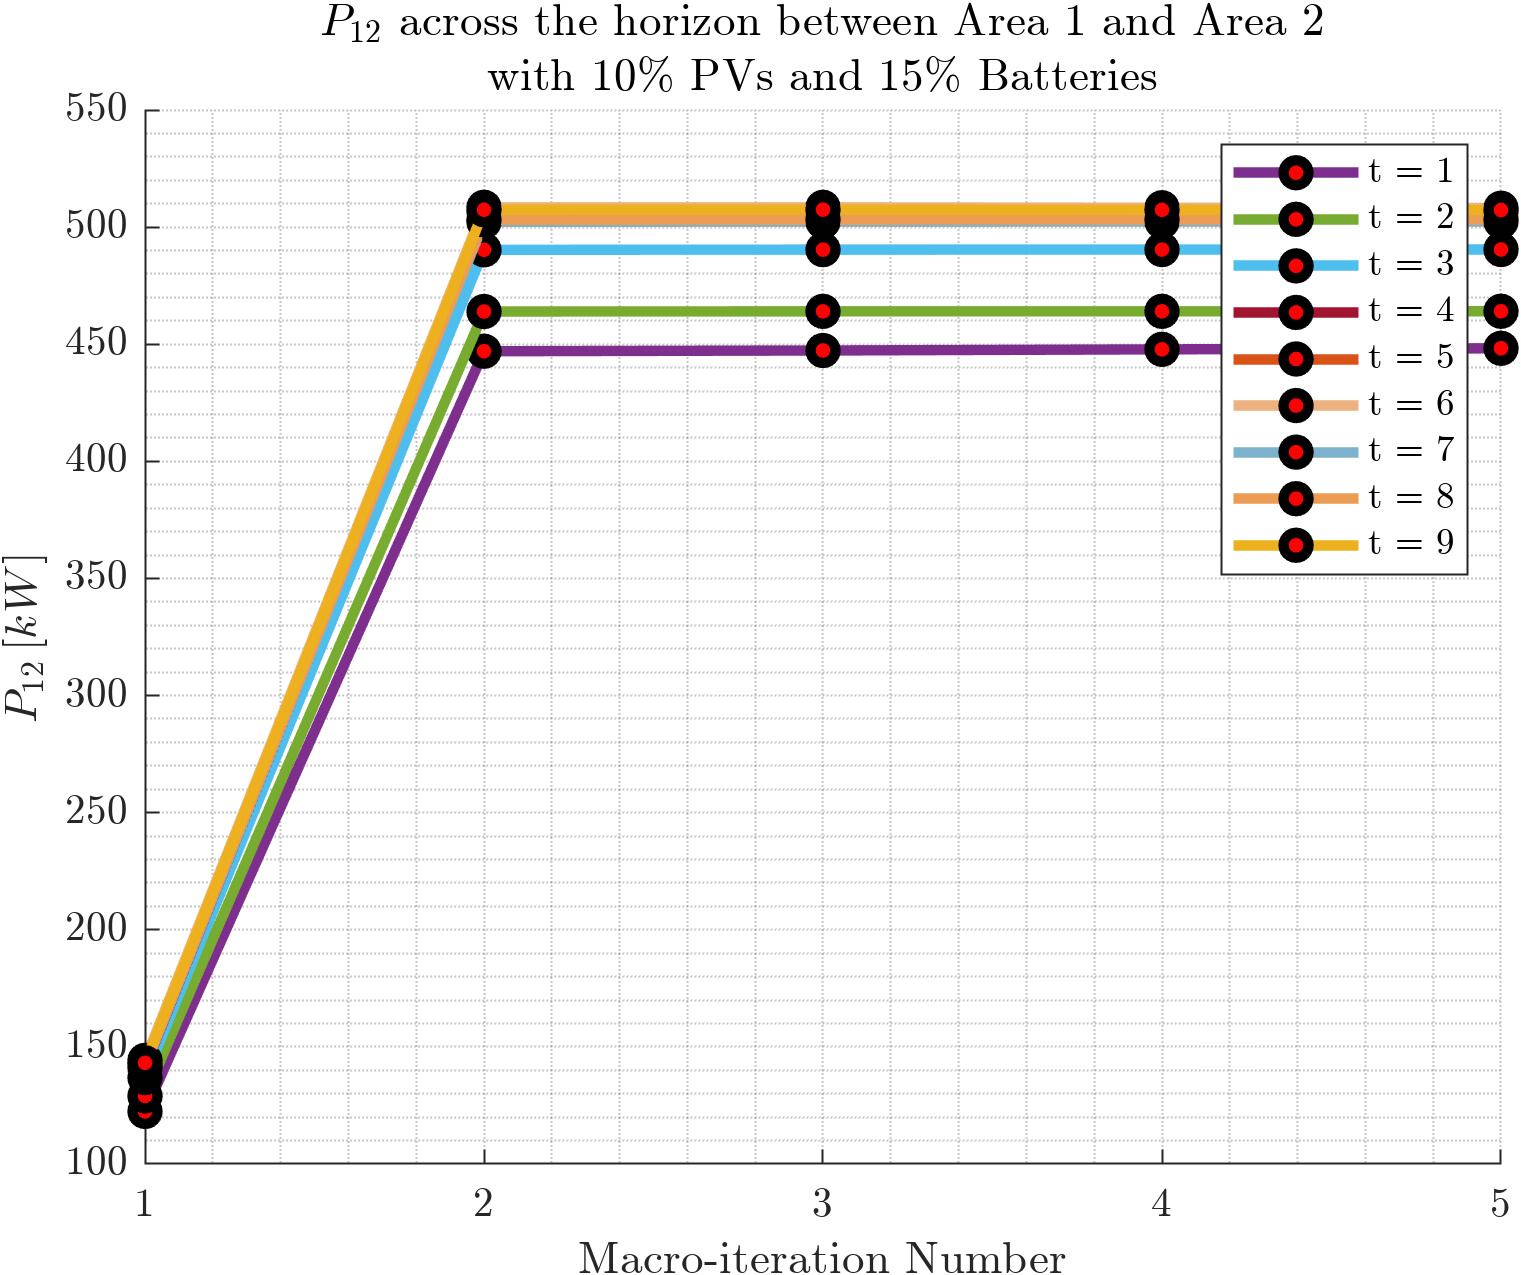 P₁₂ across the horizon between Area 1 and Area 2
with 10% PVs and 15% Batteries
550
500
450
400
350
300
250
200
150
100
P₁₂ [kW]
t = 1
t = 2
t = 3
t = 4
t = 5
t = 6
t = 7
t = 8
t = 9
1 2 3 4 5
Macro-iteration Number